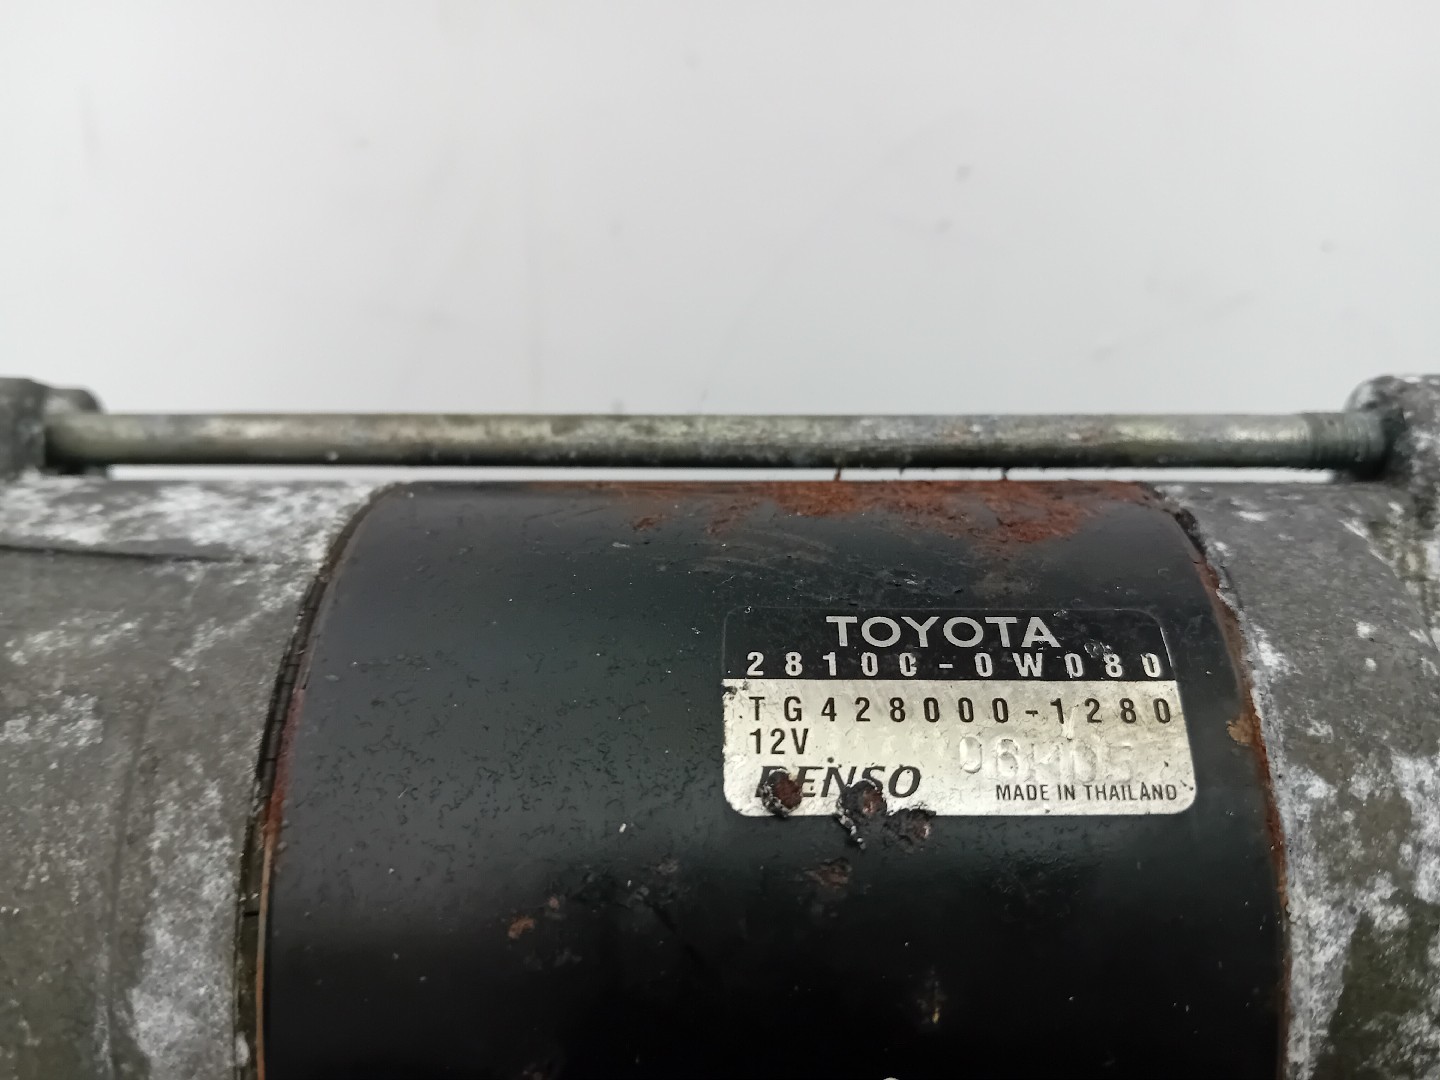 TOYOTA
28100-0W080
TG428000-1280
12V
DENSO
MADE IN THAILAND